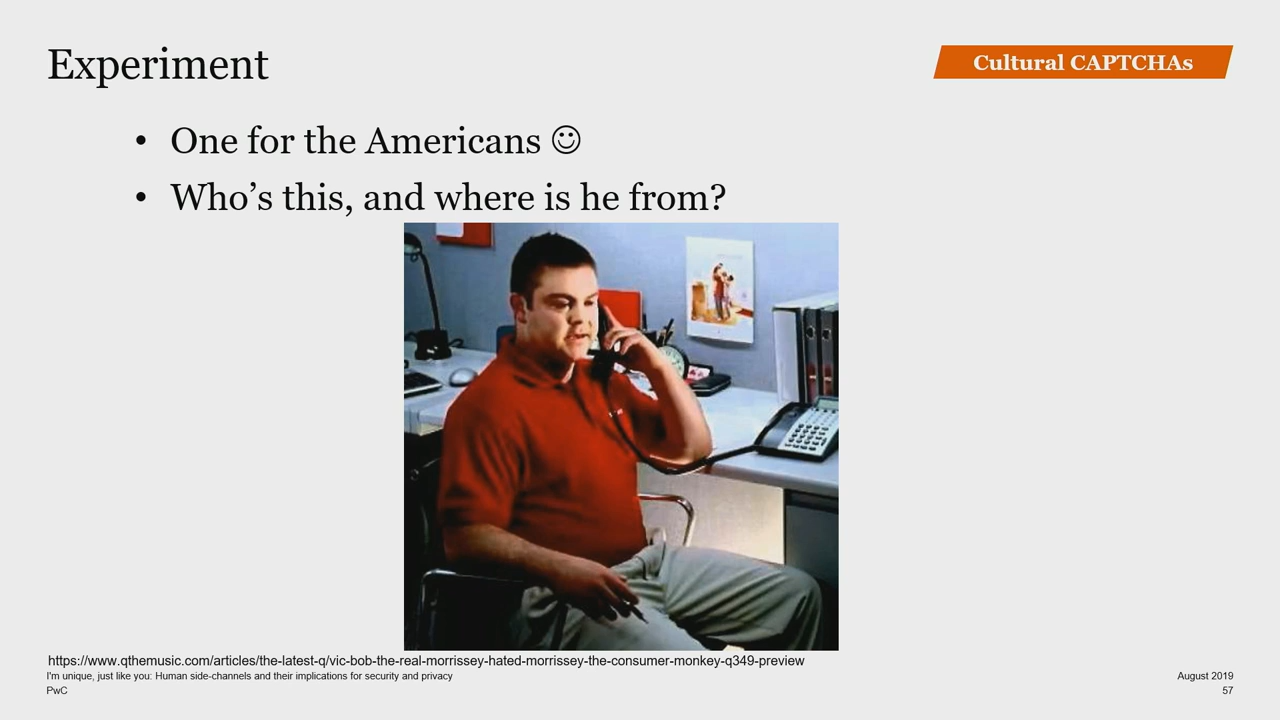 Experiment
Cultural CAPTCHAs
• One for the Americans ☺
• Who’s this, and where is he from?
https://www.qthemusic.com/articles/the-latest-q/vic-bob-the-real-morrissey-hated-morrissey-the-consumer-monkey-q349-preview
I'm unique, just like you: Human side-channels and their implications for security and privacy
August 2019
PwC
57